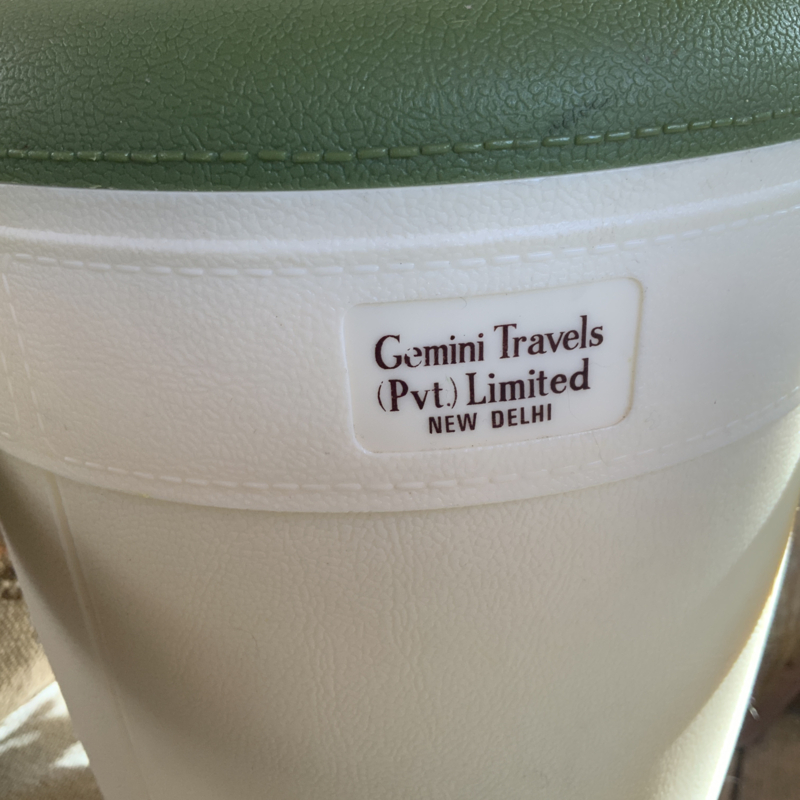 Gemini Travels
(Pvt.) Limited
NEW DELHI